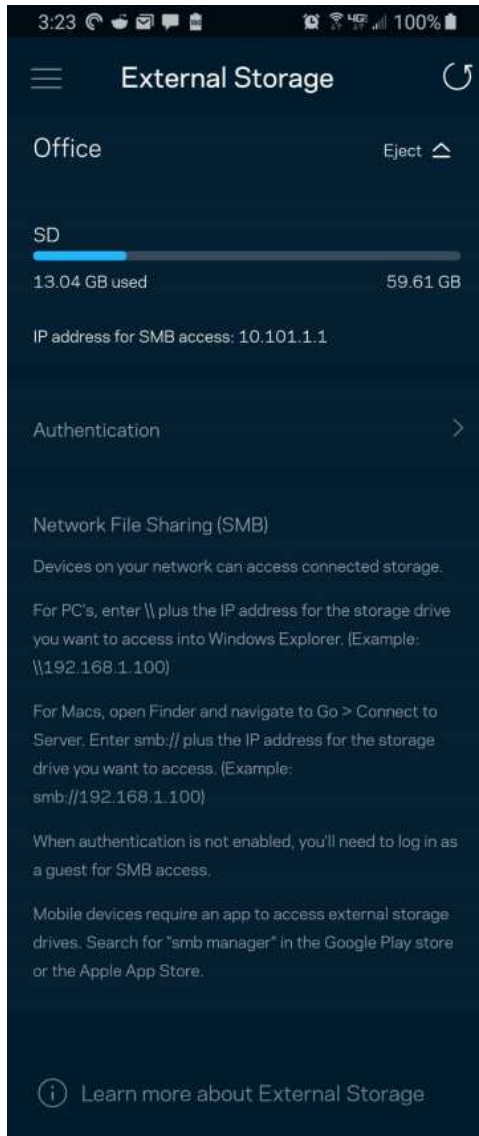 3:23
4GE 100%
External Storage
Office
Eject
SD
13.04 GB used
59.61 GB
IP address for SMB access: 10.101.1.1
Authentication
Network File Sharing (SMB)
Devices on your network can access connected storage.
For PC's, enter \\ plus the IP address for the storage drive
you want to access into Windows Explorer. (Example:
\\192.168.1.100)
For Macs, open Finder and navigate to Go > Connect to
Server. Enter smb:// plus the IP address for the storage
drive you want to access. (Example:
smb://192.168.1.100)
When authentication is not enabled, you'll need to log in as
a guest for SMB access.
Mobile devices require an app to access external storage
drives. Search for "smb manager" in the Google Play store
or the Apple App Store.
Learn more about External Storage